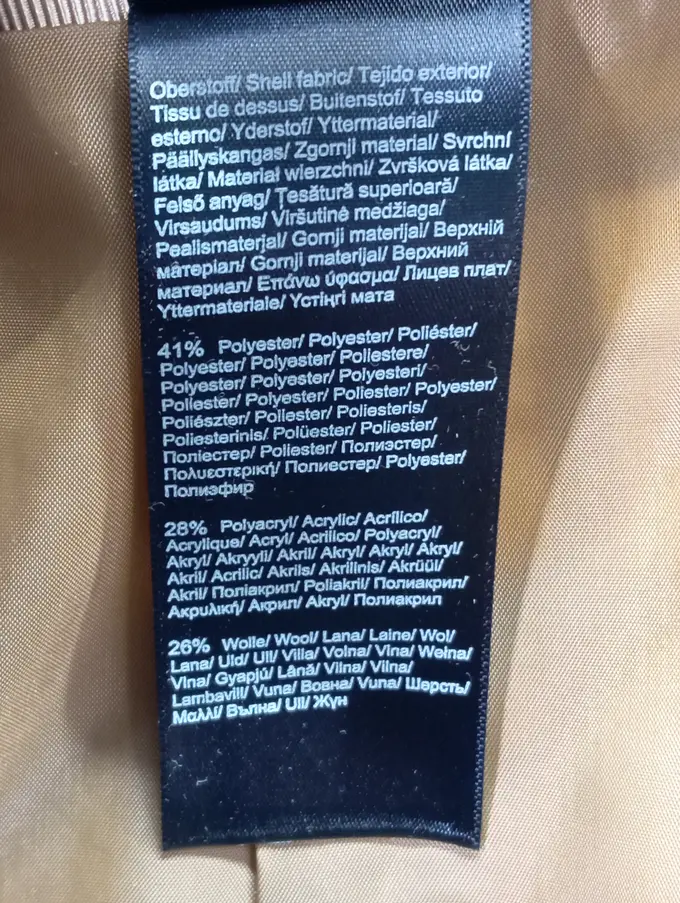 Oberstoff/ Shell fabric/ Tejido exterior/
Tissu de dessus/ Buitenstof/ Tessuto
esterno/ Yderstof/ Yttermaterial/
Päällyskangas/ Zgornji material/ Svrchní
látka/ Materiał wierzchni/ Zvršková látka/
Felső anyag/ Țesătură superioară/
Virsaudums/ Viršutinė medžiaga/
Pealismaterjal/ Gornji materijal/ Верхній
матеріал/ Gornji materijal/ Верхний
материал/ Επάνω ύφασμα/ Лицев плат/
Yttermateriale/ Үстіңгі мата
41% Polyester/ Polyester/ Poliéster/
Polyester/ Polyester/ Poliestere/
Polyester/ Polyester/ Polyesteri/
Poliester/ Polyester/ Poliester/ Polyester/
Poliészter/ Poliester/ Poliesteris/
Poliesterinis/ Polüester/ Poliester/
Поліестер/ Poliester/ Полиэстер/
Πολυεστερική/ Полиестер/ Polyester/
Полиэфир
28% Polyacryl/ Acrylic/ Acrílico/
Acrylique/ Acryl/ Acrilico/ Polyacryl/
Akryl/ Akryyli/ Akril/ Akryl/ Akryl/ Akryl/
Akril/ Acrilic/ Akrils/ Akrilinis/ Akrüül/
Akril/ Поліакрил/ Poliakril/ Полиакрил/
Ακρυλική/ Акрил/ Akryl/ Полиакрил
26% Wolle/ Wool/ Lana/ Laine/ Wol/
Lana/ Uld/ Ull/ Villa/ Volna/ Vlna/ Wełna/
Vlna/ Gyapjú/ Lână/ Vilna/ Vilna/
Lambavill/ Vuna/ Вовна/ Vuna/ Шерсть/
Μαλλί/ Вълна/ Ull/ Жүн